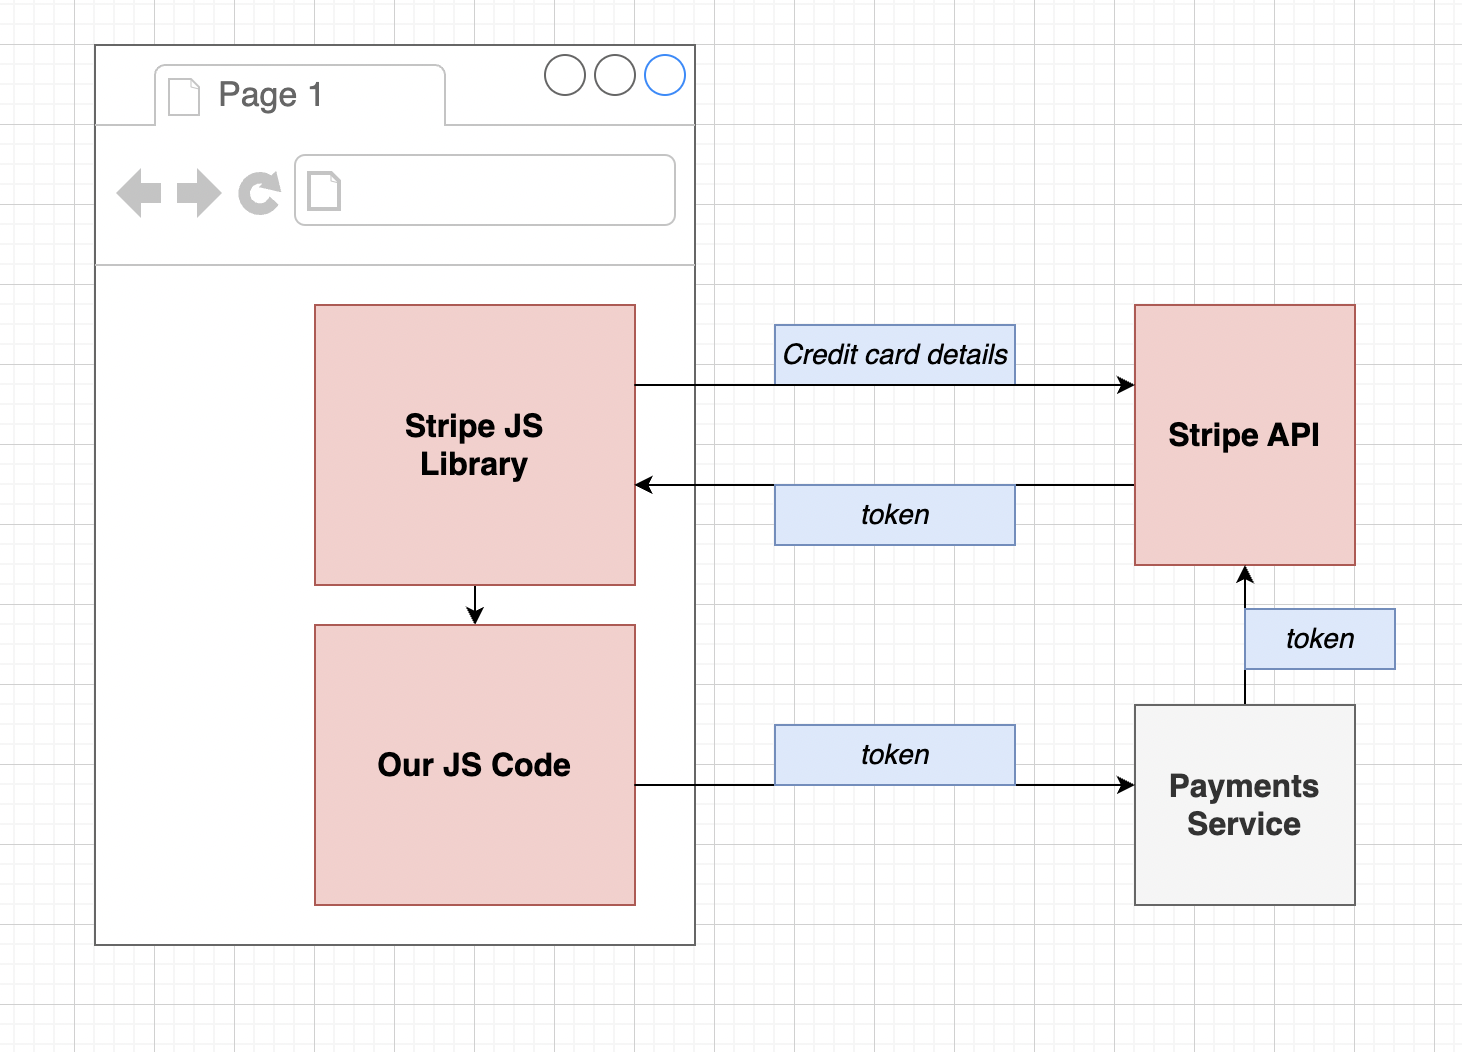 Page 1
Credit card details
Stripe JS
Library
Stripe API
token
token
Our JS Code
token
Payments
Service